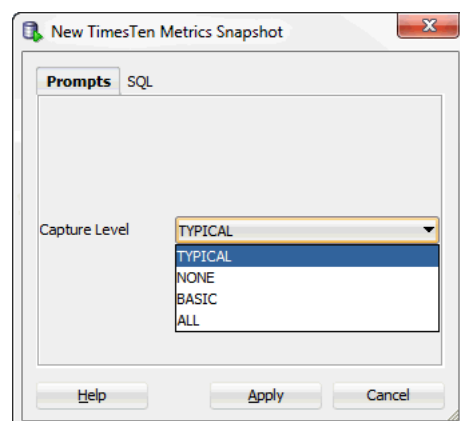 New TimesTen Metrics Snapshot
Prompts SQL
Capture Level TYPICAL
TYPICAL
NONE
BASIC
ALL
Help Apply Cancel